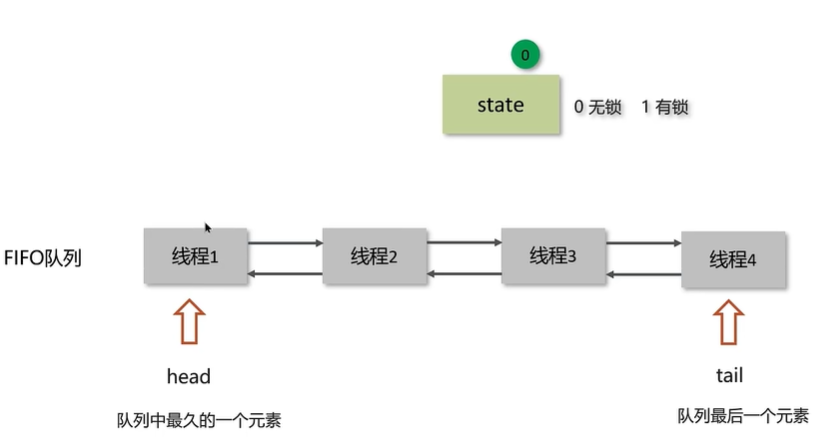 0
state
0 无锁 1 有锁
FIFO队列
线程1
线程2
线程3
线程4
head
tail
队列中最久的一个元素
队列最后一个元素